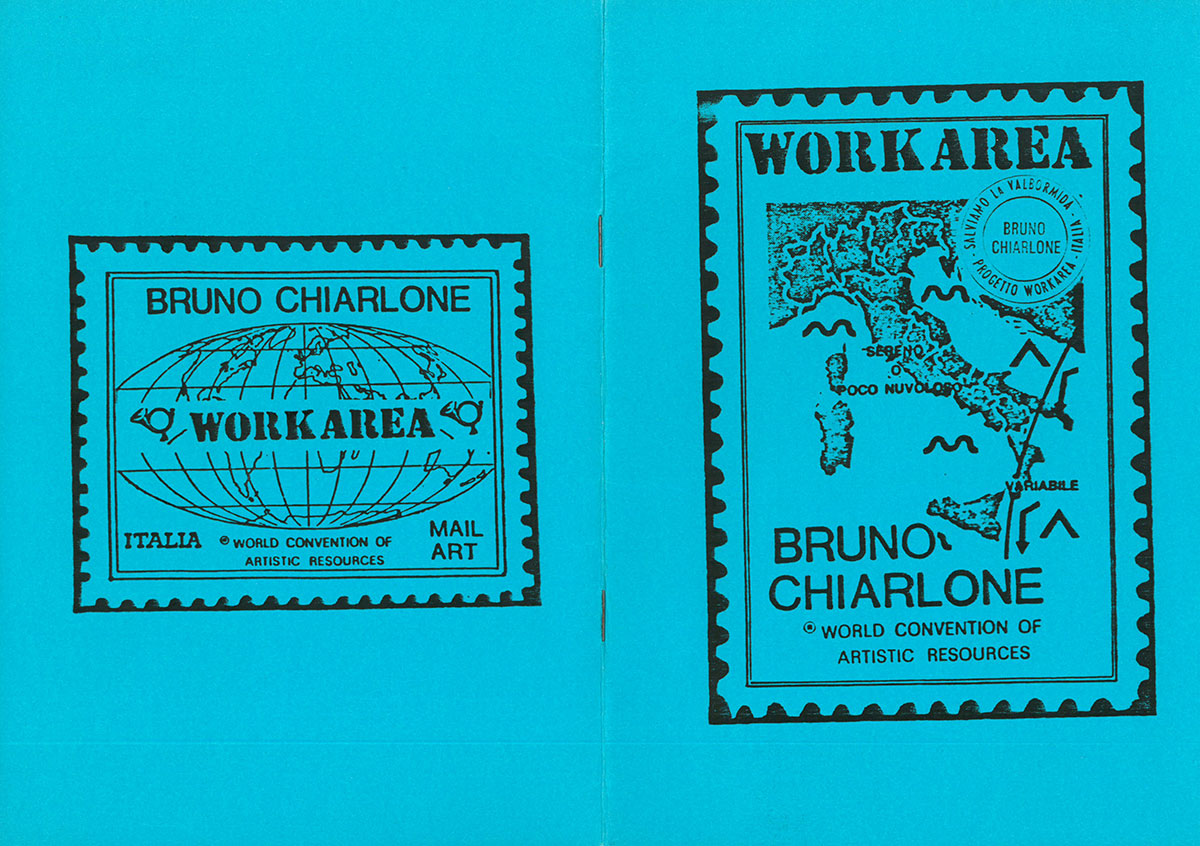 BRUNO CHIARLONE
WORKAREA
ITALIA
® WORLD CONVENTION OF
ARTISTIC RESOURCES
MAIL
ART
WORKAREA
SALVIAMO LA VALBORMIDA - ITALIA - PROGETTO WORKAREA -
BRUNO
CHIARLONE
SERENO
O
POCO NUVOLOSO
VARIABILE
BRUNO
CHIARLONE
® WORLD CONVENTION OF
ARTISTIC RESOURCES